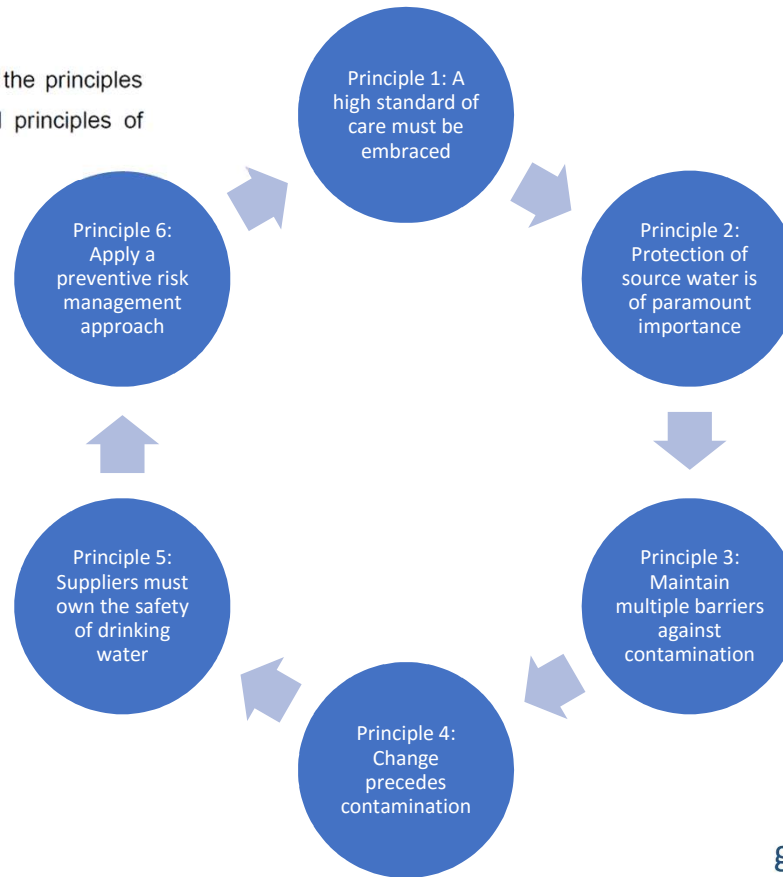 the principles
principles of
Principle 1: A
high standard of
care must be
embraced
Principle 2:
Protection of
source water is
of paramount
importance
Principle 3:
Maintain
multiple barriers
against
contamination
Principle 4:
Change
precedes
contamination
Principle 5:
Suppliers must
own the safety
of drinking
water
Principle 6:
Apply a
preventive risk
management
approach